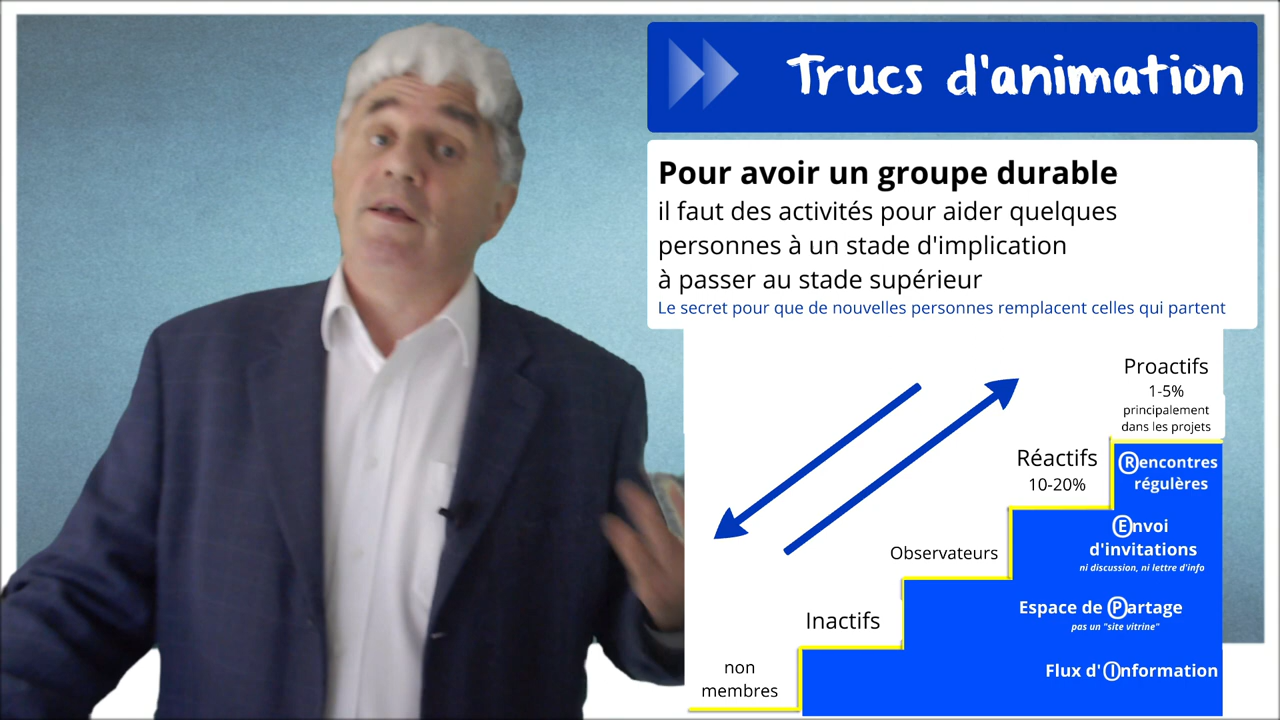 Trucs d'animation
Pour avoir un groupe durable
il faut des activités pour aider quelques
personnes à un stade d'implication
à passer au stade supérieur
Le secret pour que de nouvelles personnes remplacent celles qui partent
Proactifs
1-5%
principalement
dans les projets
Réactifs
10-20%
Rencontres
régulères
Envoi
d'invitations
ni discussion, ni lettre d'info
Observateurs
Espace de Partage
pas un "site vitrine"
Inactifs
Flux d'Information
non
membres